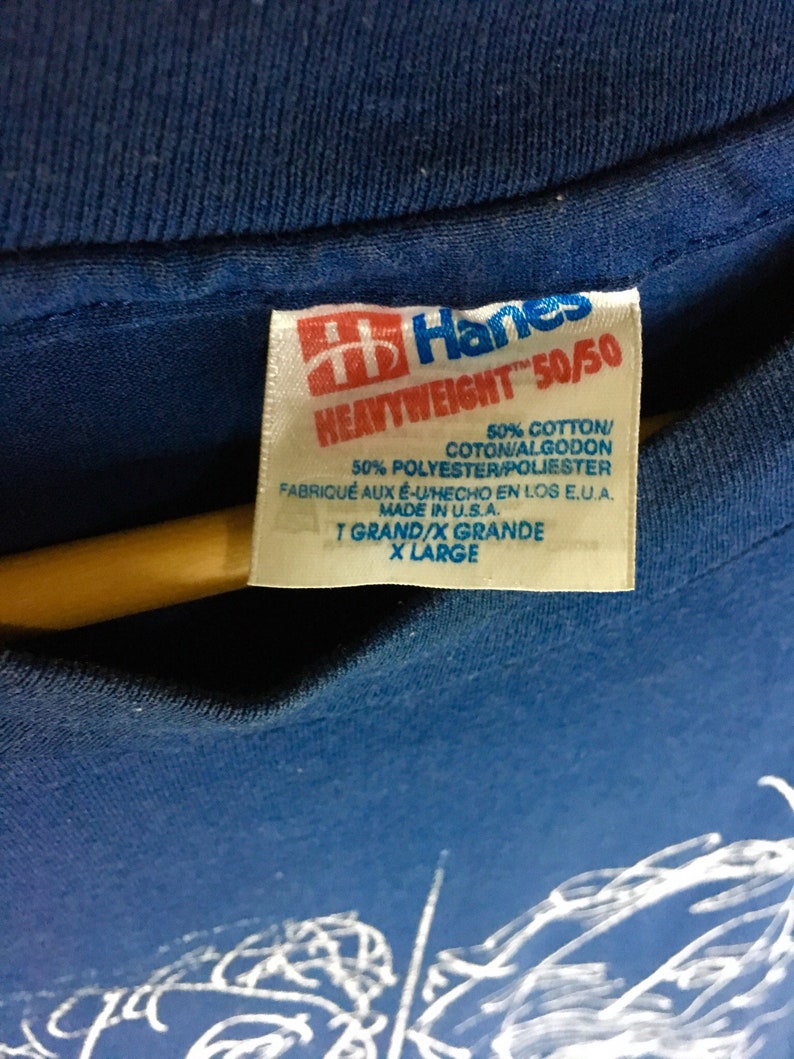 Hanes
HEAVYWEIGHT™ 50/50
50% COTTON/
COTON/ALGODON
50% POLYESTER/POLIESTER
FABRIQUÉ AUX É-U/HECHO EN LOS E.U.A.
MADE IN U.S.A.
T GRAND/X GRANDE
X LARGE